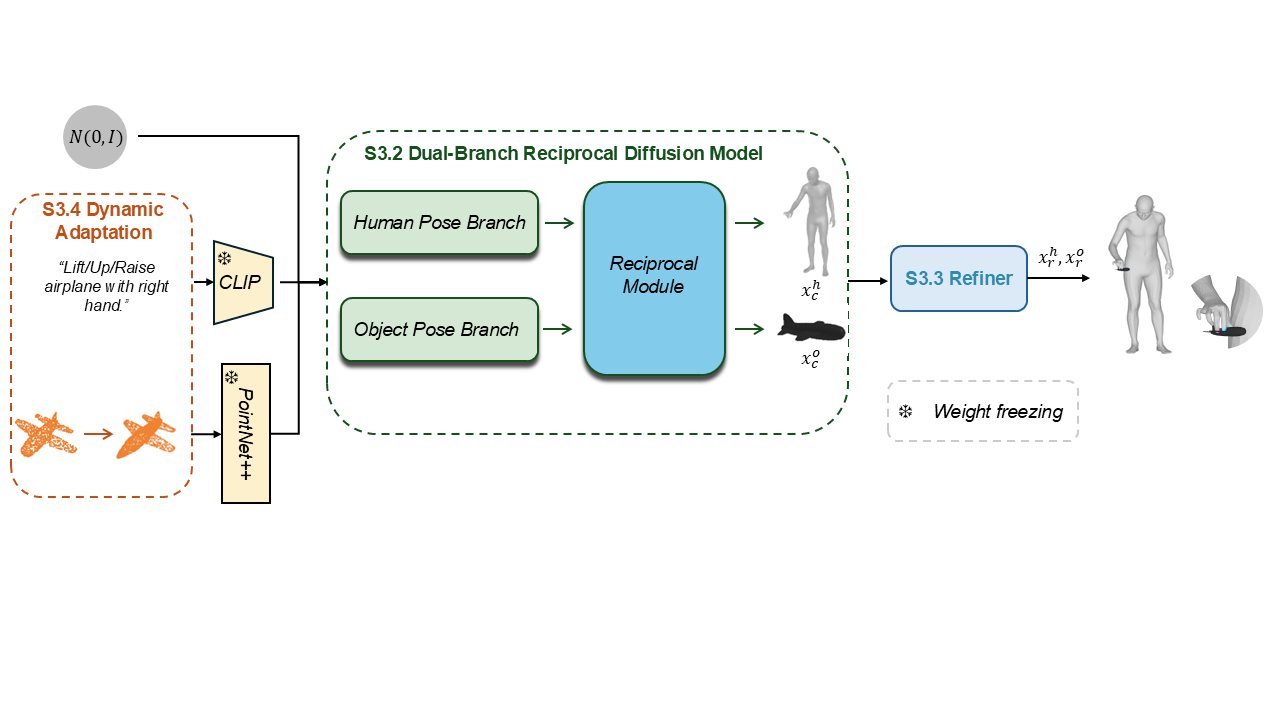 N(0, I)
S3.4 Dynamic
Adaptation
“Lift/Up/Raise
airplane with right
hand.”
CLIP
PointNet++
S3.2 Dual-Branch Reciprocal Diffusion Model
Human Pose Branch
Object Pose Branch
Reciprocal
Module
x_c^h
x_c^o
S3.3 Refiner
x_r^h, x_r^o
Weight freezing